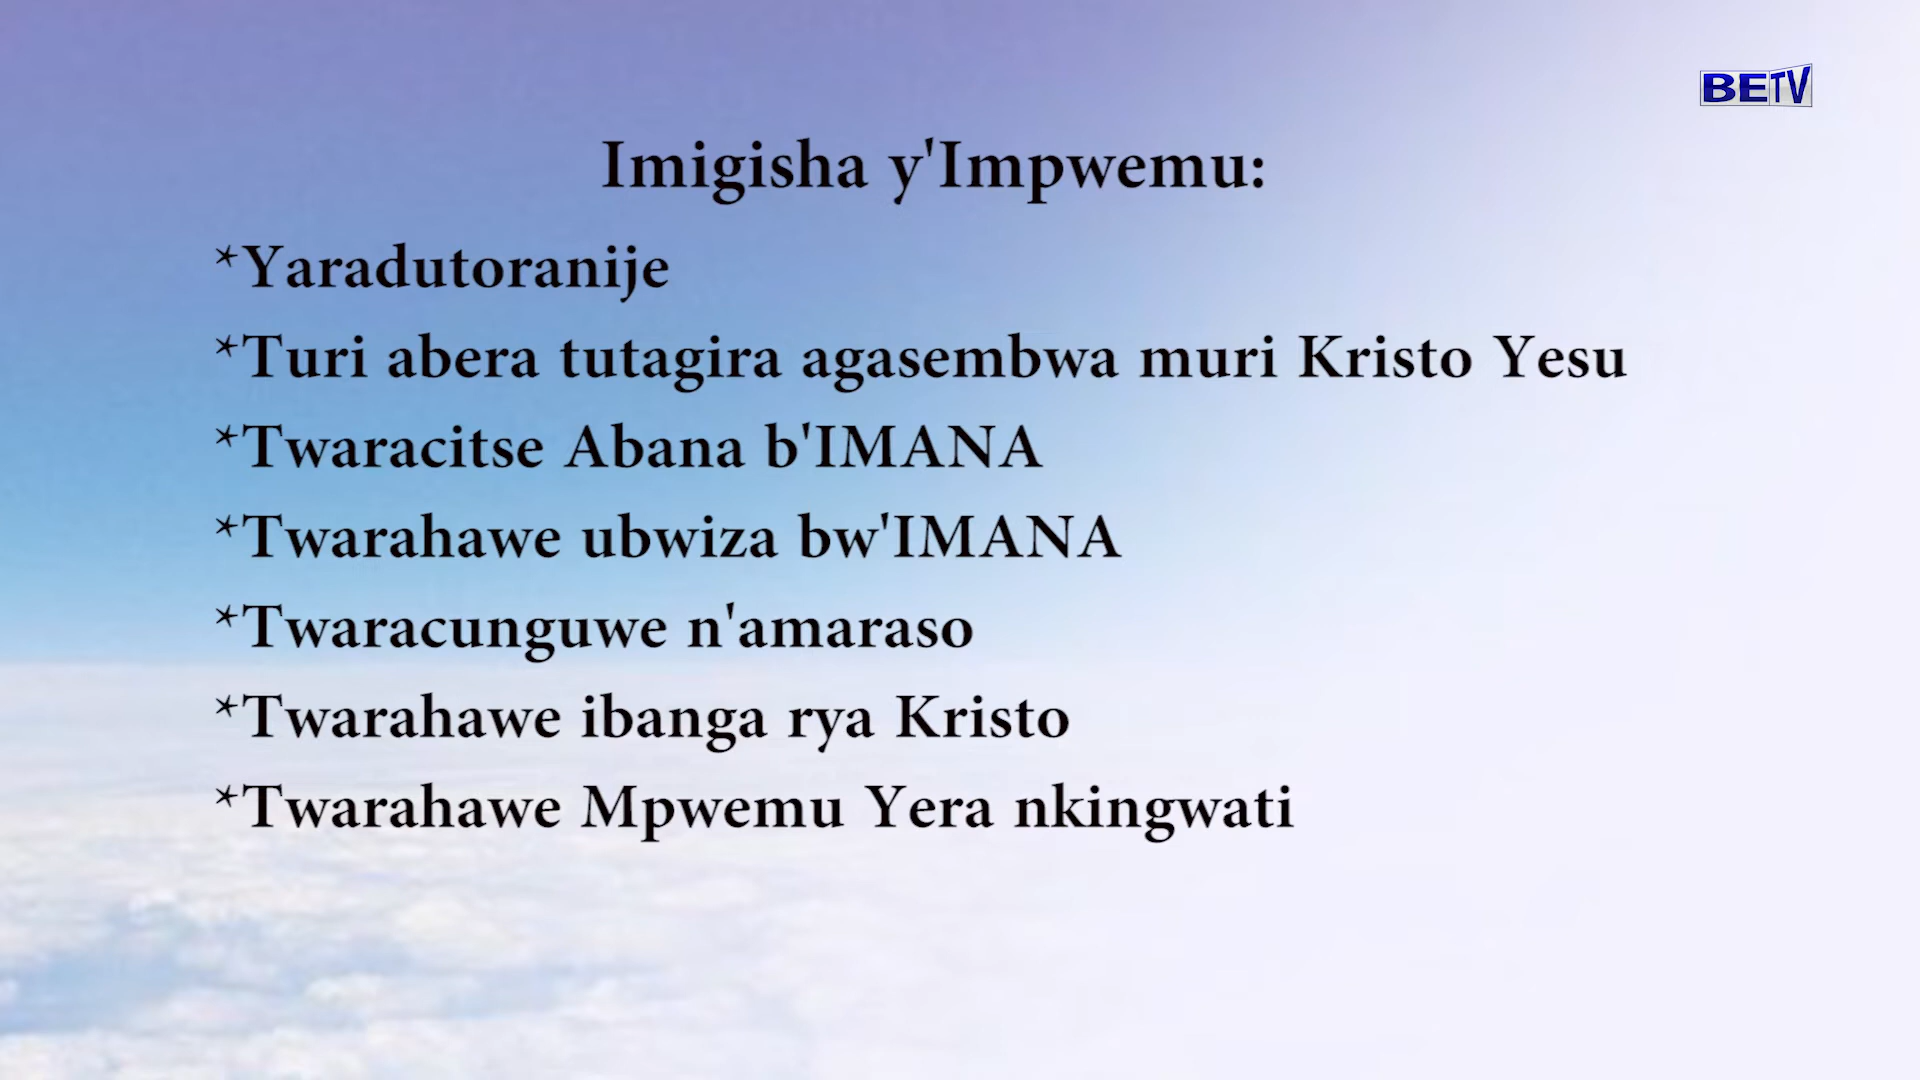 BETV
Imigisha y'Impwemu:
*Yaradutoranije
*Turi abera tutagira agasembwa muri Kristo Yesu
*Twaracitse Abana b'IMANA
*Twarahawe ubwiza bw'IMANA
*Twaracunguwe n'amaraso
*Twarahawe ibanga rya Kristo
*Twarahawe Mpwemu Yera nkingwati